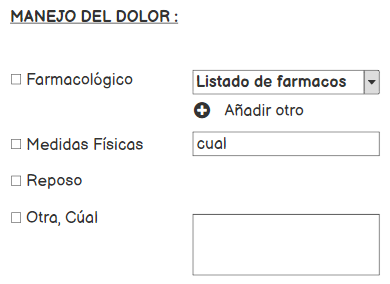 MANEJO DEL DOLOR :
Farmacológico
Listado de farmacos
Añadir otro
Medidas Físicas
cual
Reposo
Otra, Cúal